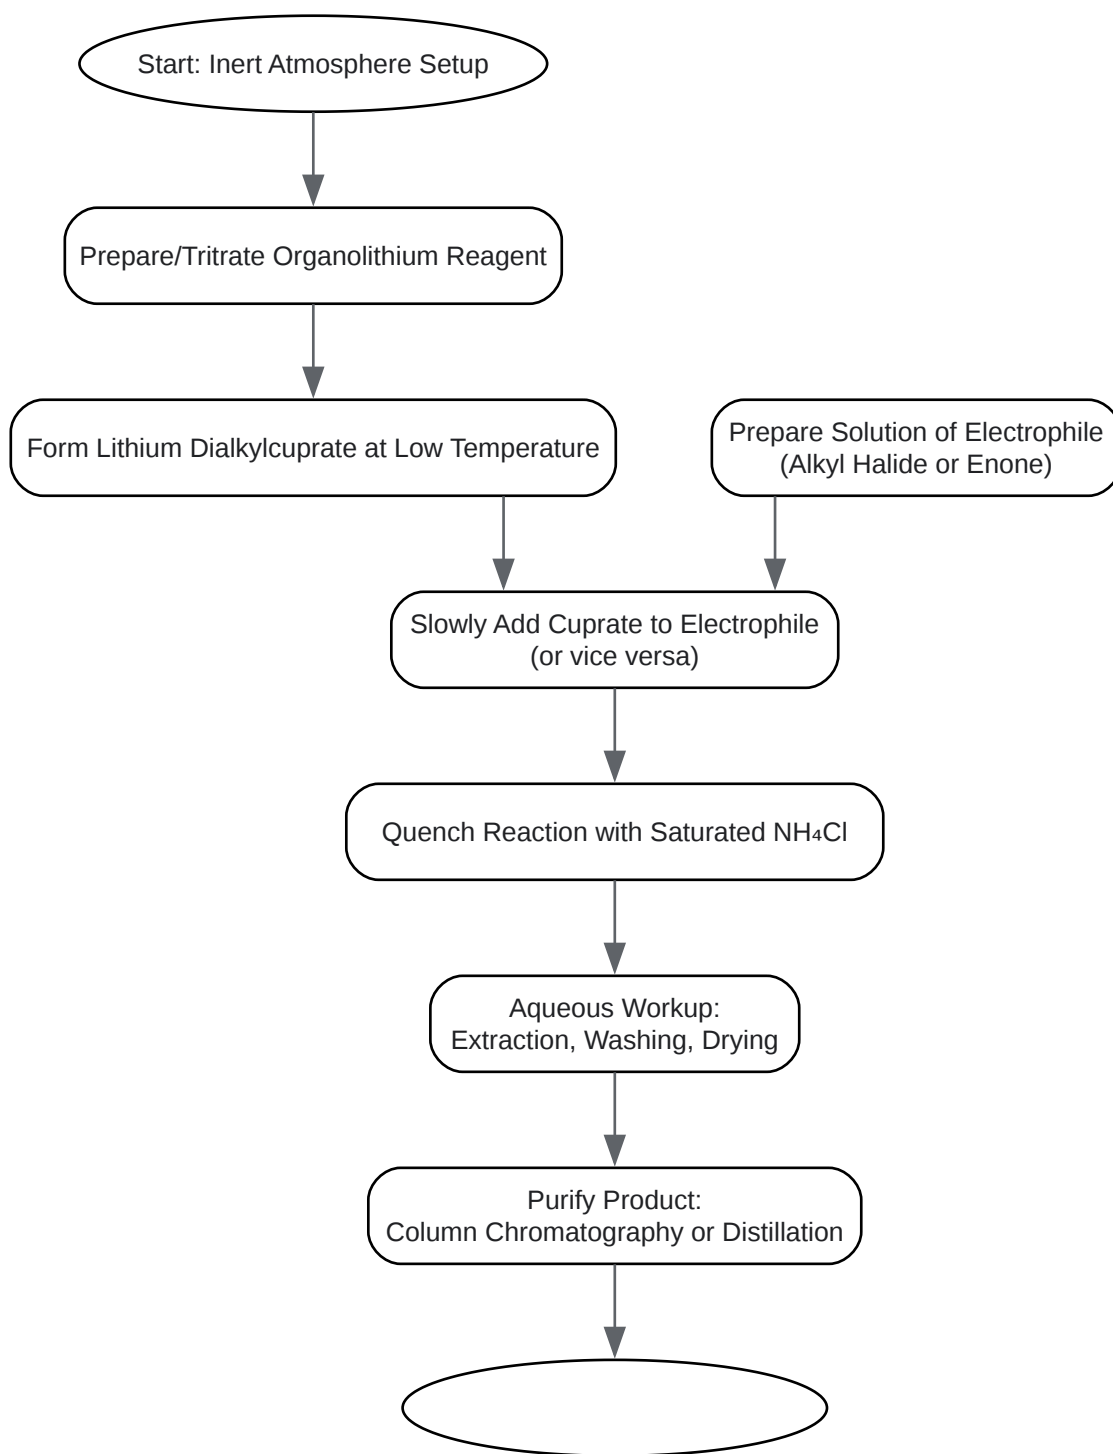 Start: Inert Atmosphere Setup
Prepare/Tritrate Organolithium Reagent
Form Lithium Dialkylcuprate at Low Temperature
Prepare Solution of Electrophile
(Alkyl Halide or Enone)
Slowly Add Cuprate to Electrophile
(or vice versa)
Quench Reaction with Saturated NH₄Cl
Aqueous Workup:
Extraction, Washing, Drying
Purify Product:
Column Chromatography or Distillation